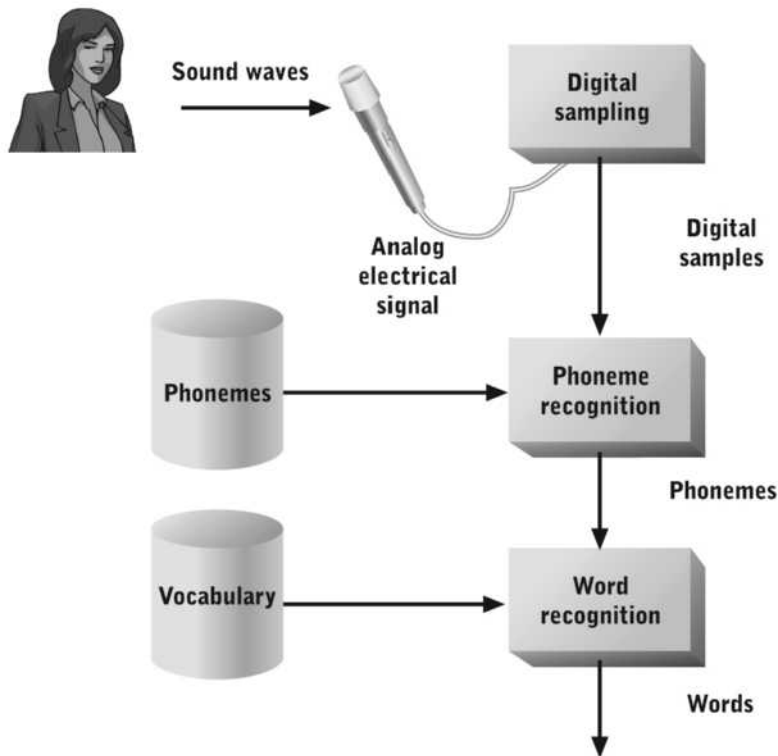 Sound waves
Digital
sampling
Analog
electrical
signal
Digital
samples
Phonemes
Phoneme
recognition
Phonemes
Vocabulary
Word
recognition
Words